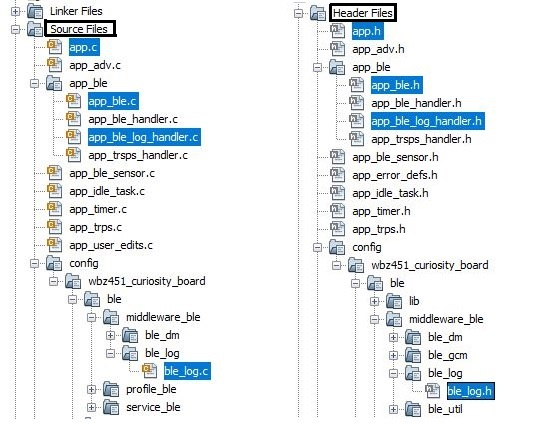 Linker Files
Source Files
app.c
app_adv.c
app_ble
app_ble.c
app_ble_handler.c
app_ble_log_handler.c
app_trsps_handler.c
app_ble_sensor.c
app_idle_task.c
app_timer.c
app_trps.c
app_user_edits.c
config
wbz451_curiosity_board
ble
middleware_ble
ble_dm
ble_log
ble_log.c
profile_ble
service_ble
Header Files
app.h
app_adv.h
app_ble
app_ble.h
app_ble_handler.h
app_ble_log_handler.h
app_trsps_handler.h
app_ble_sensor.h
app_error_defs.h
app_idle_task.h
app_timer.h
app_trps.h
config
wbz451_curiosity_board
ble
lib
middleware_ble
ble_dm
ble_gcm
ble_log
ble_log.h
ble_util